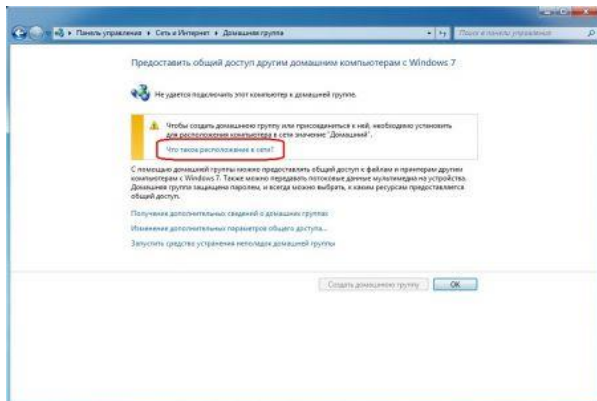 Панель управления ▸ Сеть и Интернет ▸ Домашняя группа
Поиск в панели управления
Предоставить общий доступ другим домашним компьютерам с Windows 7
Не удается подключить этот компьютер к домашней группе.
Чтобы создать домашнюю группу или присоединиться к ней, необходимо установить
для расположения компьютера в сети значение "Домашний".
Что такое расположение в сети?
С помощью домашней группы можно предоставлять общий доступ к файлам и принтерам другим
компьютерам с Windows 7. Также можно передавать потоковые данные мультимедиа на устройства.
Домашняя группа защищена паролем, и всегда можно выбрать, к каким ресурсам предоставляется
общий доступ.
Получение дополнительных сведений о домашних группах
Изменение дополнительных параметров общего доступа...
Запустить средство устранения неполадок домашней группы
Создать домашнюю группу
ОК